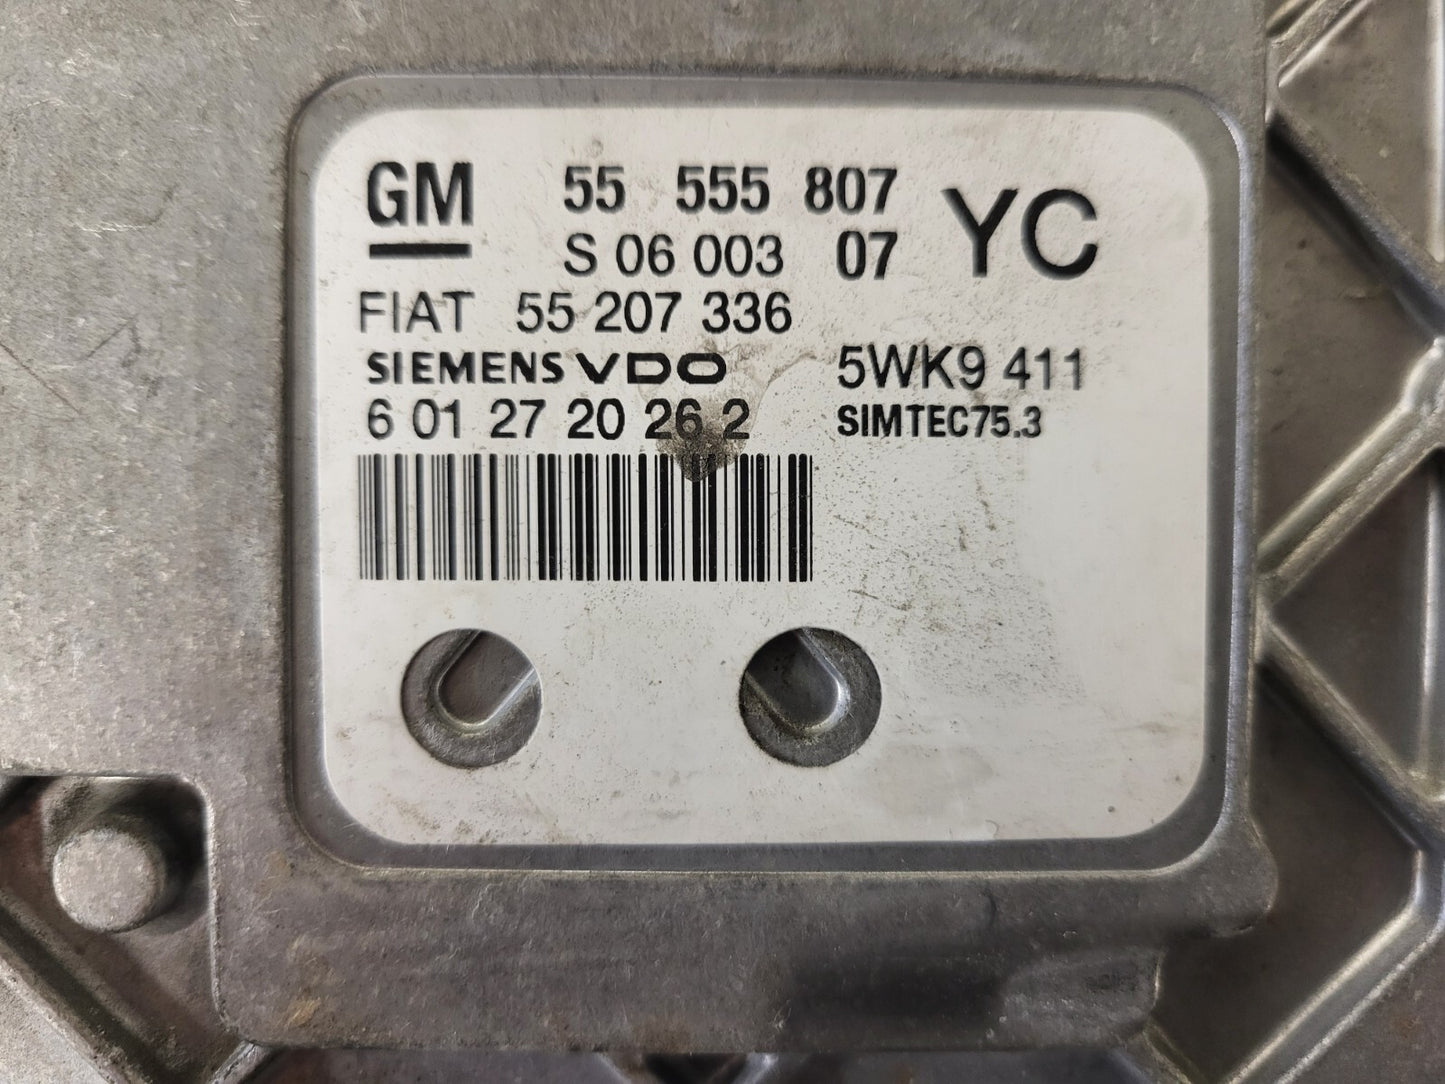 GM 55 555 807 YC
S 06 003 07
FIAT 55 207 336
SIEMENS VDO 5WK9 411
6 01 27 20 26 2 SIMTEC75.3